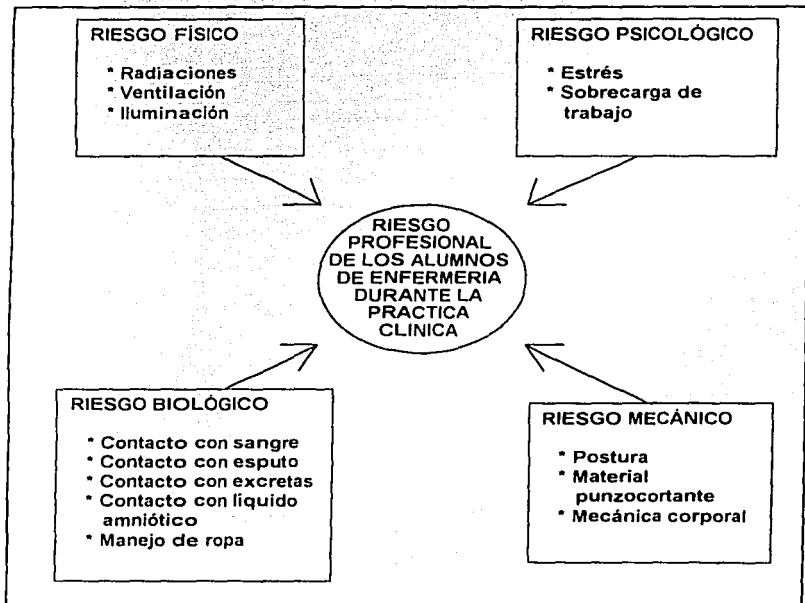 RIESGO FÍSICO
* Radiaciones
* Ventilación
* Iluminación
RIESGO PSICOLÓGICO
* Estrés
* Sobrecarga de
trabajo
RIESGO
PROFESIONAL
DE LOS ALUMNOS
DE ENFERMERIA
DURANTE LA
PRACTICA
CLINICA
RIESGO BIOLÓGICO
* Contacto con sangre
* Contacto con esputo
* Contacto con excretas
* Contacto con líquido
amniótico
* Manejo de ropa
RIESGO MECÁNICO
* Postura
* Material
punzocortante
* Mecánica corporal